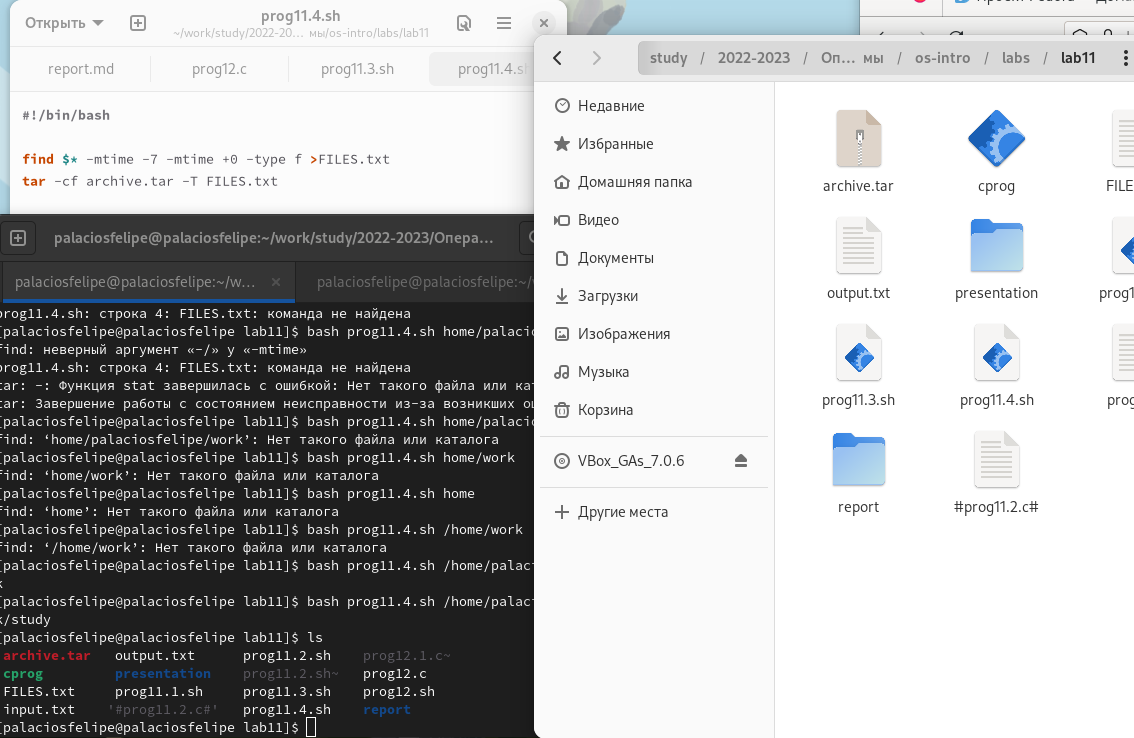 Открыть
prog11.4.sh
~/work/study/2022-20… мы/os-intro/labs/lab11
report.md
prog12.c
prog11.3.sh
prog11.4.s
#!/bin/bash
find $* -mtime -7 -mtime +0 -type f >FILES.txt
tar -cf archive.tar -T FILES.txt
palaciosfelipe@palaciosfelipe:~/work/study/2022-2023/Опера…
palaciosfelipe@palaciosfelipe:~/w…
palaciosfelipe@palaciosfelipe:~/
prog11.4.sh: строка 4: FILES.txt: команда не найдена
[palaciosfelipe@palaciosfelipe lab11]$ bash prog11.4.sh home/palacio
find: неверный аргумент «-/» у «-mtime»
prog11.4.sh: строка 4: FILES.txt: команда не найдена
tar: -: Функция stat завершилась с ошибкой: Нет такого файла или кат
tar: Завершение работы с состоянием неисправности из-за возникших ош
[palaciosfelipe@palaciosfelipe lab11]$ bash prog11.4.sh home/palacio
find: ‘home/palaciosfelipe/work’: Нет такого файла или каталога
[palaciosfelipe@palaciosfelipe lab11]$ bash prog11.4.sh home/work
find: ‘home/work’: Нет такого файла или каталога
[palaciosfelipe@palaciosfelipe lab11]$ bash prog11.4.sh home
find: ‘home’: Нет такого файла или каталога
[palaciosfelipe@palaciosfelipe lab11]$ bash prog11.4.sh /home/work
find: ‘/home/work’: Нет такого файла или каталога
[palaciosfelipe@palaciosfelipe lab11]$ bash prog11.4.sh /home/palac
k
[palaciosfelipe@palaciosfelipe lab11]$ bash prog11.4.sh /home/palac
k/study
[palaciosfelipe@palaciosfelipe lab11]$ ls
archive.tar output.txt prog11.2.sh prog12.1.c~
cprog presentation prog11.2.sh~ prog12.c
FILES.txt prog11.1.sh prog11.3.sh prog12.sh
input.txt '#prog11.2.c#' prog11.4.sh report
[palaciosfelipe@palaciosfelipe lab11]$
study / 2022-2023 / Оп… мы / os-intro / labs / lab11
Недавние
Избранные
Домашняя папка
Видео
Документы
Загрузки
Изображения
Музыка
Корзина
VBox_GAs_7.0.6
Другие места
archive.tar
cprog
FILE
output.txt
presentation
prog1
prog11.3.sh
prog11.4.sh
prog
report
#prog11.2.c#